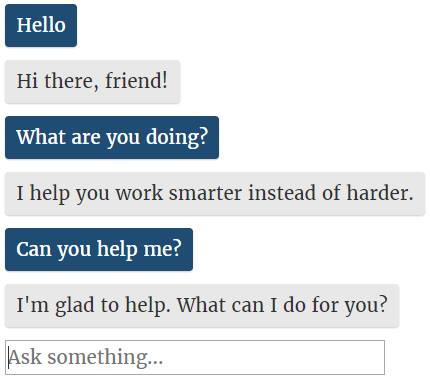 Hello
Hi there, friend!
What are you doing?
I help you work smarter instead of harder.
Can you help me?
I'm glad to help. What can I do for you?
Ask something...